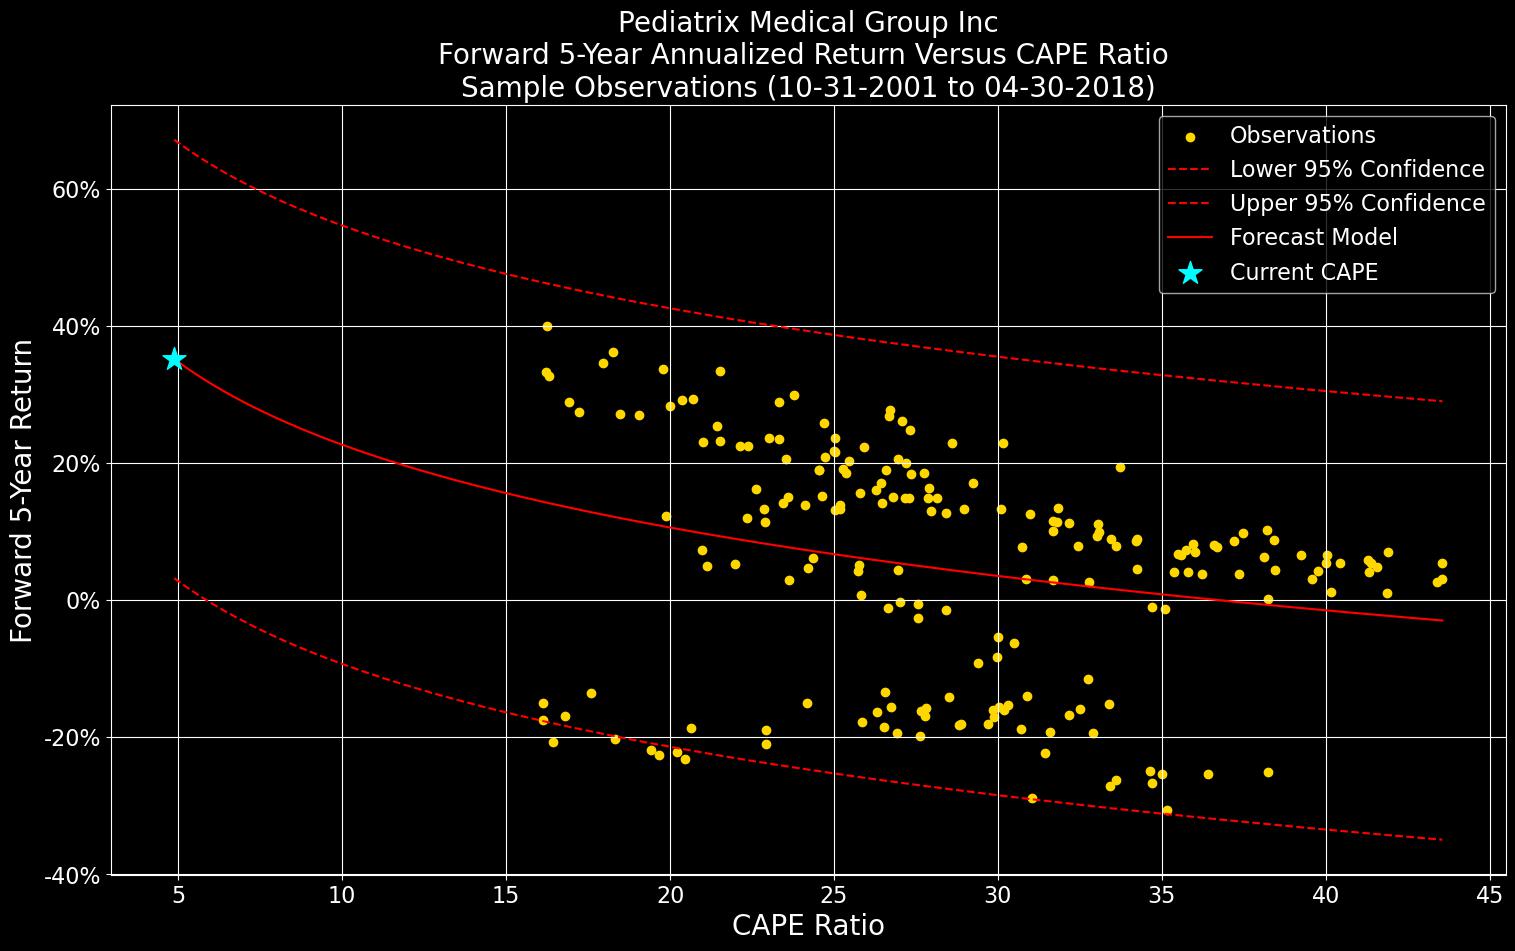 Pediatrix Medical Group Inc
Forward 5-Year Annualized Return Versus CAPE Ratio
Sample Observations (10-31-2001 to 04-30-2018)
Observations
Lower 95% Confidence
Upper 95% Confidence
Forecast Model
Current CAPE
Forward 5-Year Return
60%
40%
20%
0%
-20%
-40%
5 10 15 20 25 30 35 40 45
CAPE Ratio